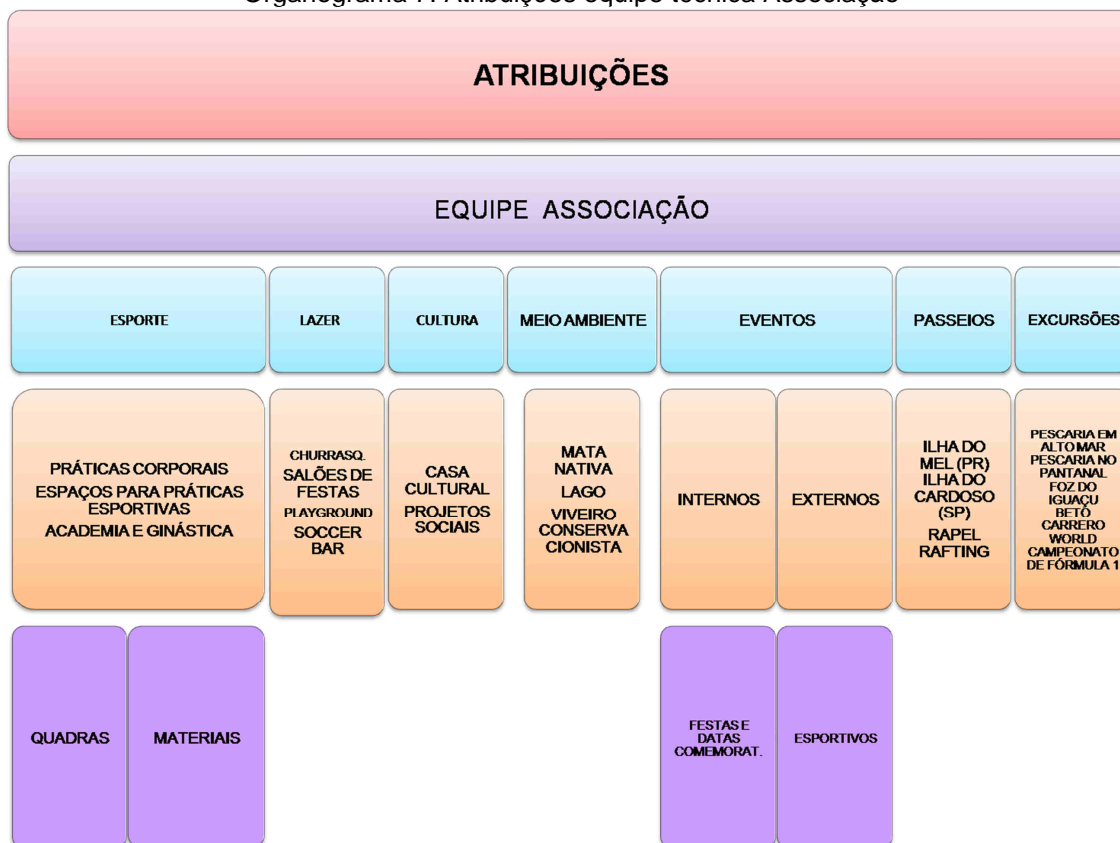 Organograma 7: Atribuições equipe técnica Associação
ATRIBUIÇÕES
EQUIPE ASSOCIAÇÃO
ESPORTE
LAZER
CULTURA
MEIO AMBIENTE
EVENTOS
PASSEIOS
EXCURSÕES
PRÁTICAS CORPORAIS
ESPAÇOS PARA PRÁTICAS
ESPORTIVAS
ACADEMIA E GINÁSTICA
CHURRASQ.
SALÕES DE
FESTAS
PLAYGROUND
SOCCER
BAR
CASA
CULTURAL
PROJETOS
SOCIAIS
MATA
NATIVA
LAGO
VIVEIRO
CONSERVA
CIONISTA
INTERNOS
EXTERNOS
ILHA DO
MEL (PR)
ILHA DO
CARDOSO
(SP)
RAPEL
RAFTING
PESCARIA EM
ALTO MAR
PESCARIA NO
PANTANAL
FOZ DO
IGUAÇU
BETO
CARRERO
WORLD
CAMPEONATO
DE FÓRMULA 1
QUADRAS
MATERIAIS
FESTAS E
DATAS
COMEMORAT.
ESPORTIVOS